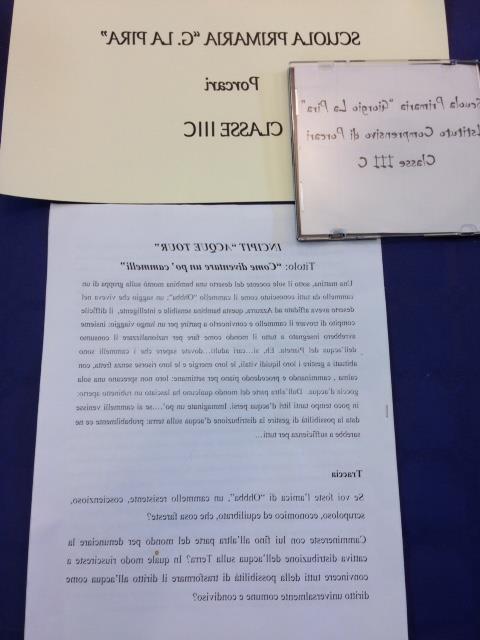 SCUOLA PRIMARIA “G. LA PIRA”
Porcari
CLASSE IIIC
Scuola Primaria “Giorgio La Pira”
Istituto Comprensivo di Porcari
Classe III C
INCIPIT “ACQUE TOUR”
Titolo: “Come diventare un po’ cammelli”
Una mattina, sotto il sole cocente del deserto una bambina montò sulla gruppa di un
cammello da tutti conosciuto come il cammello “Obba”, un saggio che viveva nel
deserto aveva affidato ad Azzurra, questa bambina sensibile e intelligente, il difficile
compito di trovare il cammello e convincerlo a partire per un lungo viaggio: insieme
avrebbero insegnato a tutto il mondo come fare per razionalizzare il consumo
dell’acqua del Pianeta. Eh, sì…cari adulti…dovete sapere che i cammelli sono
abituati a gestire i loro liquidi vitali, le loro energie e le loro risorse senza fretta, con
calma , camminando e procedendo piano per settimane: loro non sprecano una sola
goccia d’acqua. Dall’altra parte del mondo qualcuno ha lasciato un rubinetto aperto:
in poco tempo tanti litri d’acqua persi. Immaginate un po’….se ai cammelli venisse
data la possibilità di gestire la distribuzione d’acqua sulla terra: probabilmente ce ne
sarebbe a sufficienza per tutti…
Traccia
Se voi foste l’amica di “Obba”, un cammello resistente, coscienzioso,
scrupoloso, economico ed equilibrato, che cosa fareste?
Camminereste con lui fino all’altra parte del mondo per denunciare la
cattiva distribuzione dell’acqua sulla Terra? In quale modo riuscireste a
convincere tutti della possibilità di trasformare il diritto all’acqua come
diritto universalmente comune e condiviso?